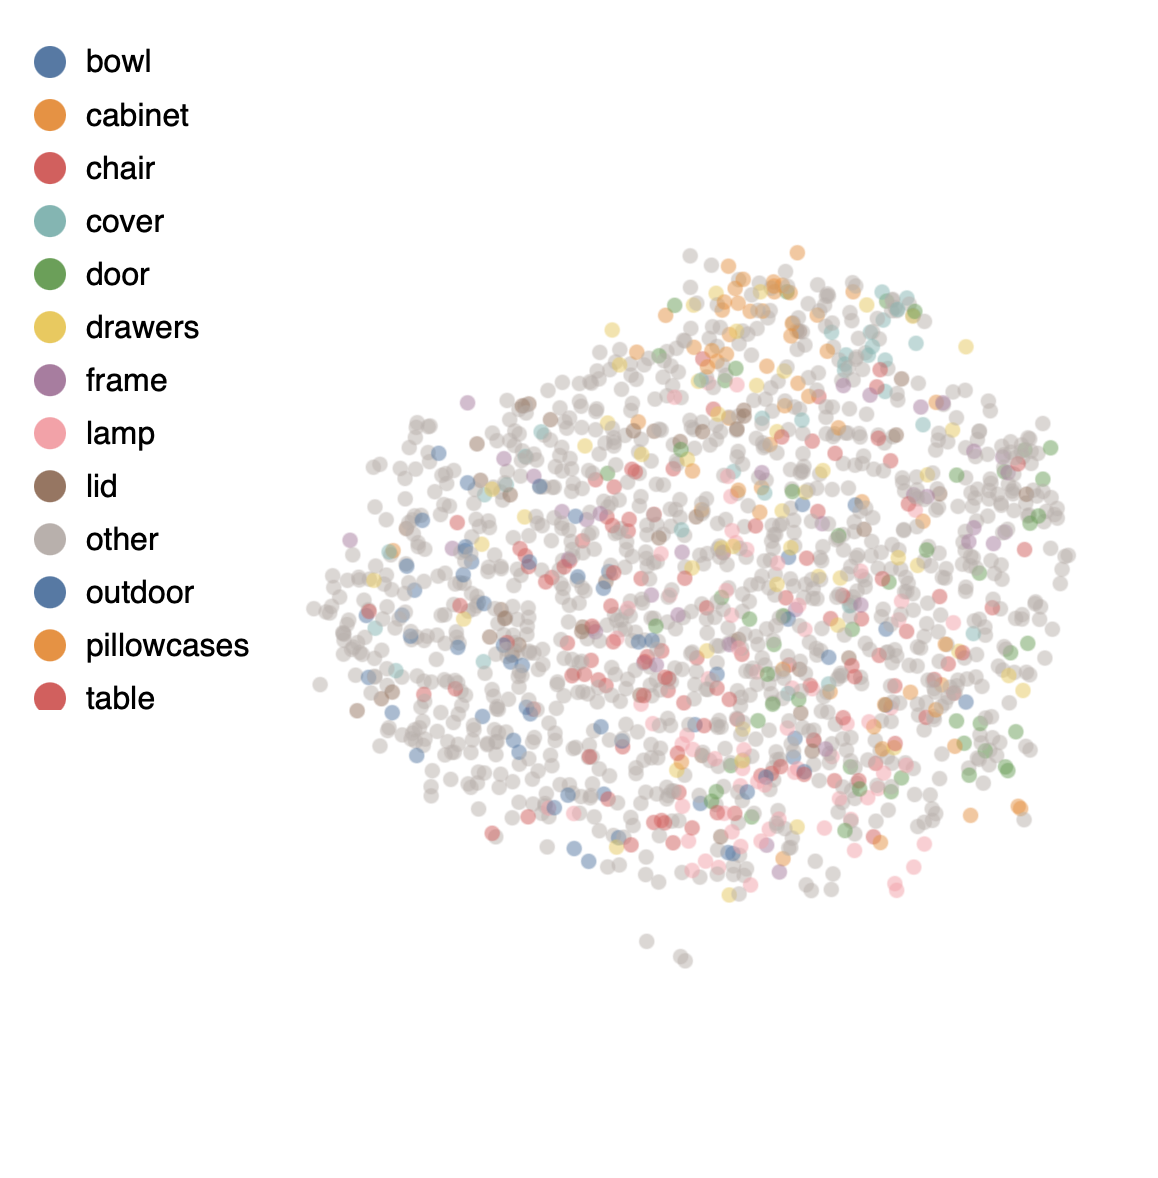 bowl
cabinet
chair
cover
door
drawers
frame
lamp
lid
other
outdoor
pillowcases
table